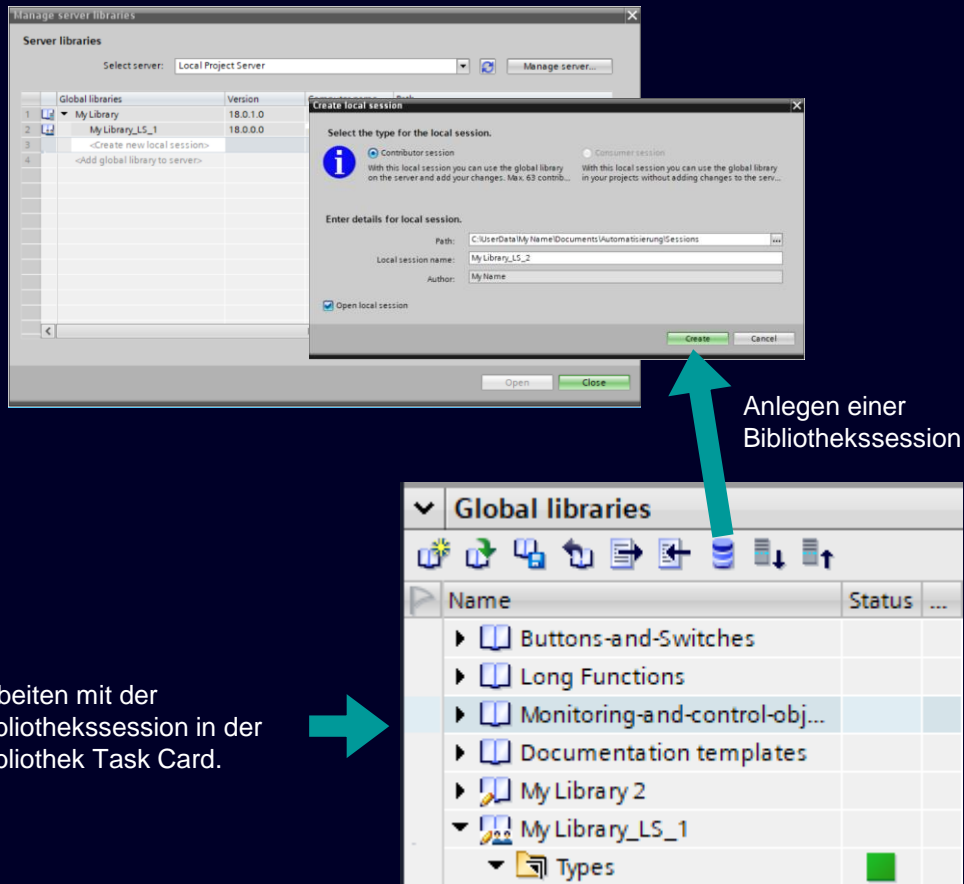 Manage server libraries
Server libraries
Select server: Local Project Server Manage server...
Global libraries Version
1 My Library 18.0.1.0
2 My Library_LS_1 18.0.0.0
3 <Create new local session>
4 <Add global library to server>
Open Close
Create local session
Select the type for the local session.
Contributor session Consumer session
With this local session you can use the global library With this local session you can use the global library
on the server and add your changes. Max. 63 contrib... in your projects without adding changes to the serv...
Enter details for local session.
Path: C:\UserData\My Name\Documents\Automatisierung\Sessions ...
Local session name: My Library_LS_2
Author: My Name
Open local session
Create Cancel
Anlegen einer
Bibliothekssession
beiten mit der
bliothekssession in der
bliothek Task Card.
Global libraries
Name Status ...
Buttons-and-Switches
Long Functions
Monitoring-and-control-obj...
Documentation templates
My Library 2
My Library_LS_1
Types